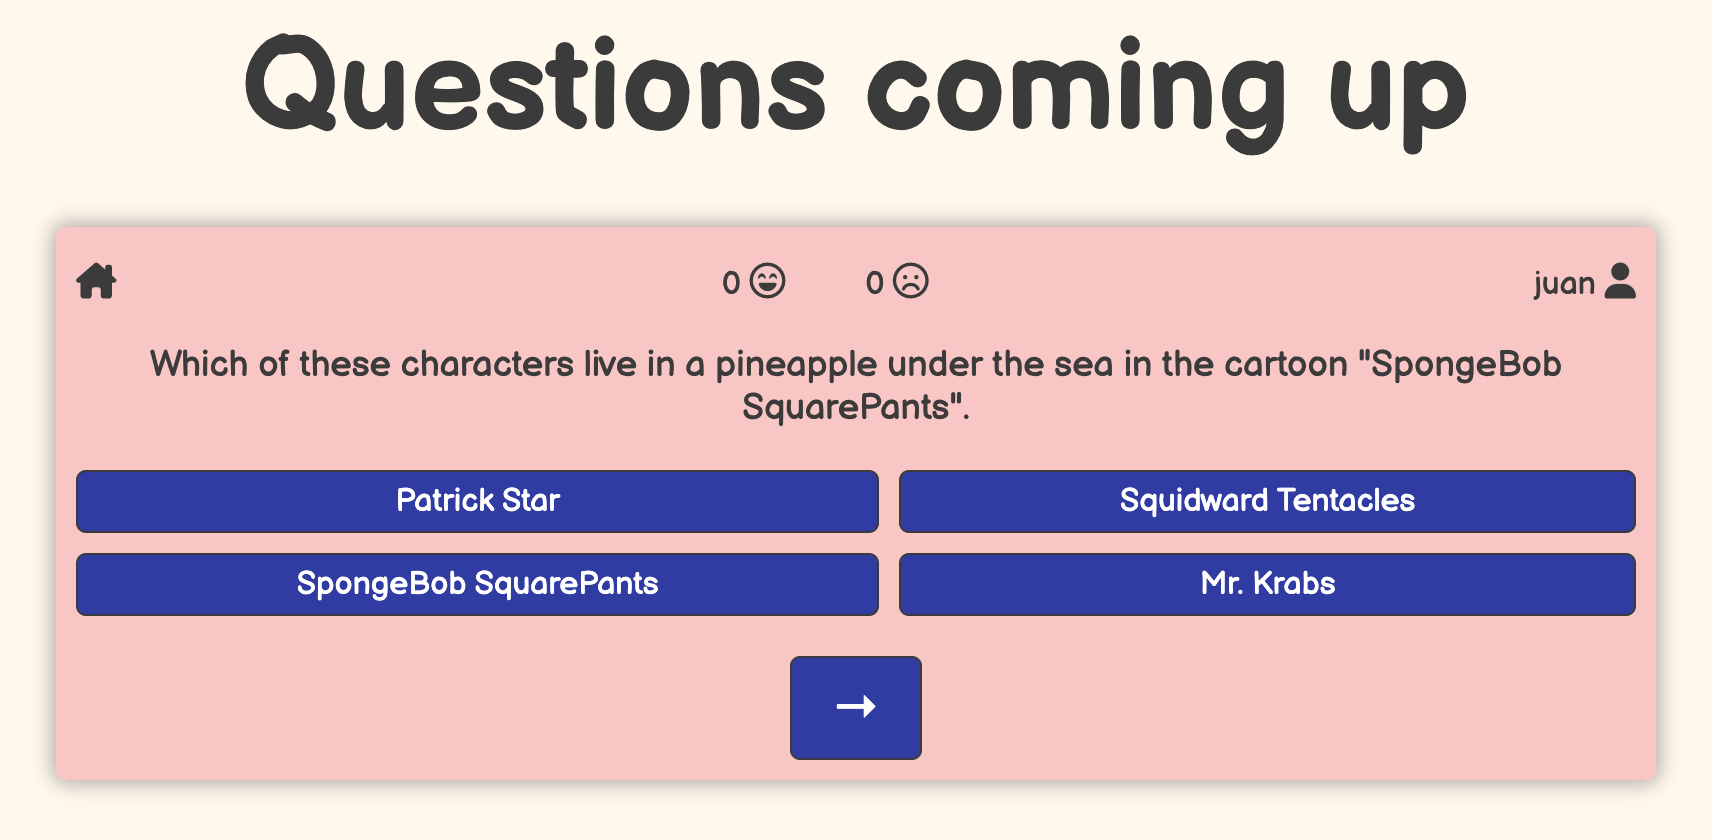 Questions coming up
0
0
juan
Which of these characters live in a pineapple under the sea in the cartoon "SpongeBob
SquarePants".
Patrick Star
Squidward Tentacles
SpongeBob SquarePants
Mr. Krabs